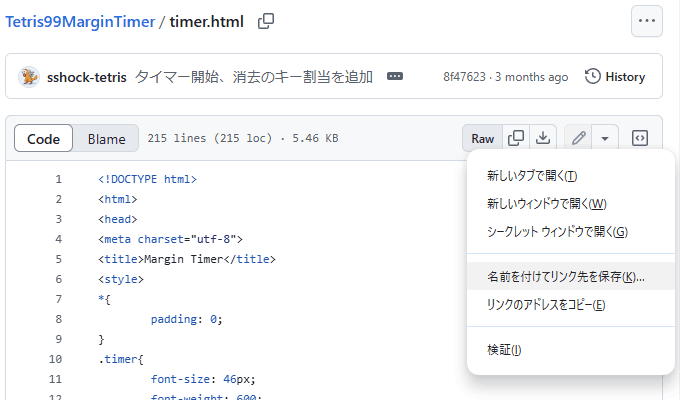 Tetris99MarginTimer / timer.html
sshock-tetris タイマー開始、消去のキー割当を追加 8f47623 · 3 months ago History
Code Blame 215 lines (215 loc) · 5.46 KB Raw
1 <!DOCTYPE html>
2 <html>
3 <head>
4 <meta charset="utf-8">
5 <title>Margin Timer</title>
6 <style>
7 *{
8 padding: 0;
9 }
10 .timer{
11 font-size: 46px;
12 font-weight: 600;
新しいタブで開く(T)
新しいウィンドウで開く(W)
シークレット ウィンドウで開く(G)
名前を付けてリンク先を保存(K)...
リンクのアドレスをコピー(E)
検証(I)